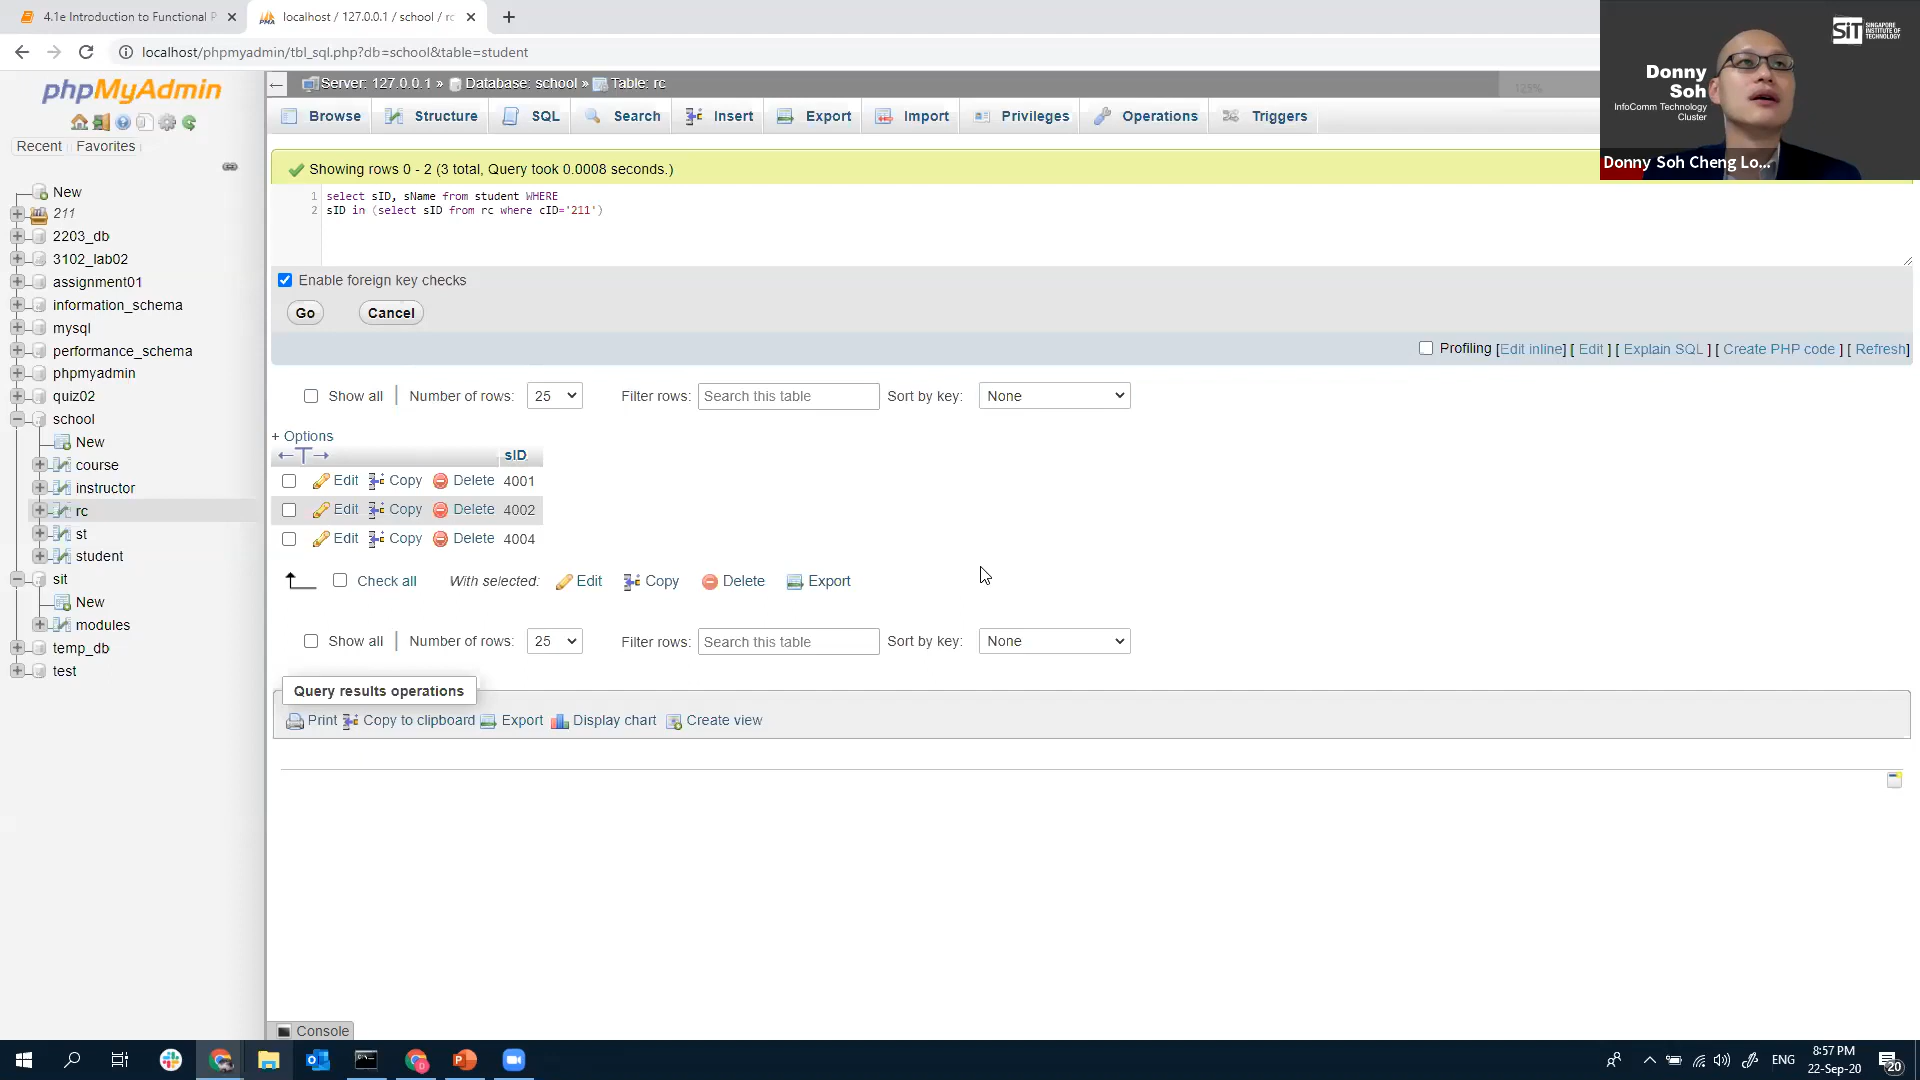 4.1e Introduction to Functional P
localhost / 127.0.0.1 / school / rc
localhost/phpmyadmin/tbl_sql.php?db=school&table=student
SiT SINGAPORE INSTITUTE OF TECHNOLOGY
Donny Soh
InfoComm Technology Cluster
Donny Soh Cheng Lo...
phpMyAdmin
Recent Favorites
New
211
2203_db
3102_lab02
assignment01
information_schema
mysql
performance_schema
phpmyadmin
quiz02
school
New
course
instructor
rc
st
student
sit
New
modules
temp_db
test
Server: 127.0.0.1 » Database: school » Table: rc
125%
Browse Structure SQL Search Insert Export Import Privileges Operations Triggers
Showing rows 0 - 2 (3 total, Query took 0.0008 seconds.)
1 select sID, sName from student WHERE
2 sID in (select sID from rc where cID='211')
Enable foreign key checks
Go Cancel
Profiling [Edit inline] [ Edit ] [ Explain SQL ] [ Create PHP code ] [ Refresh]
Show all Number of rows: 25 Filter rows: Search this table Sort by key: None
+ Options
←T→ sID
Edit Copy Delete 4001
Edit Copy Delete 4002
Edit Copy Delete 4004
Check all With selected: Edit Copy Delete Export
Show all Number of rows: 25 Filter rows: Search this table Sort by key: None
Query results operations
Print Copy to clipboard Export Display chart Create view
Console
ENG
8:57 PM
22-Sep-20
20